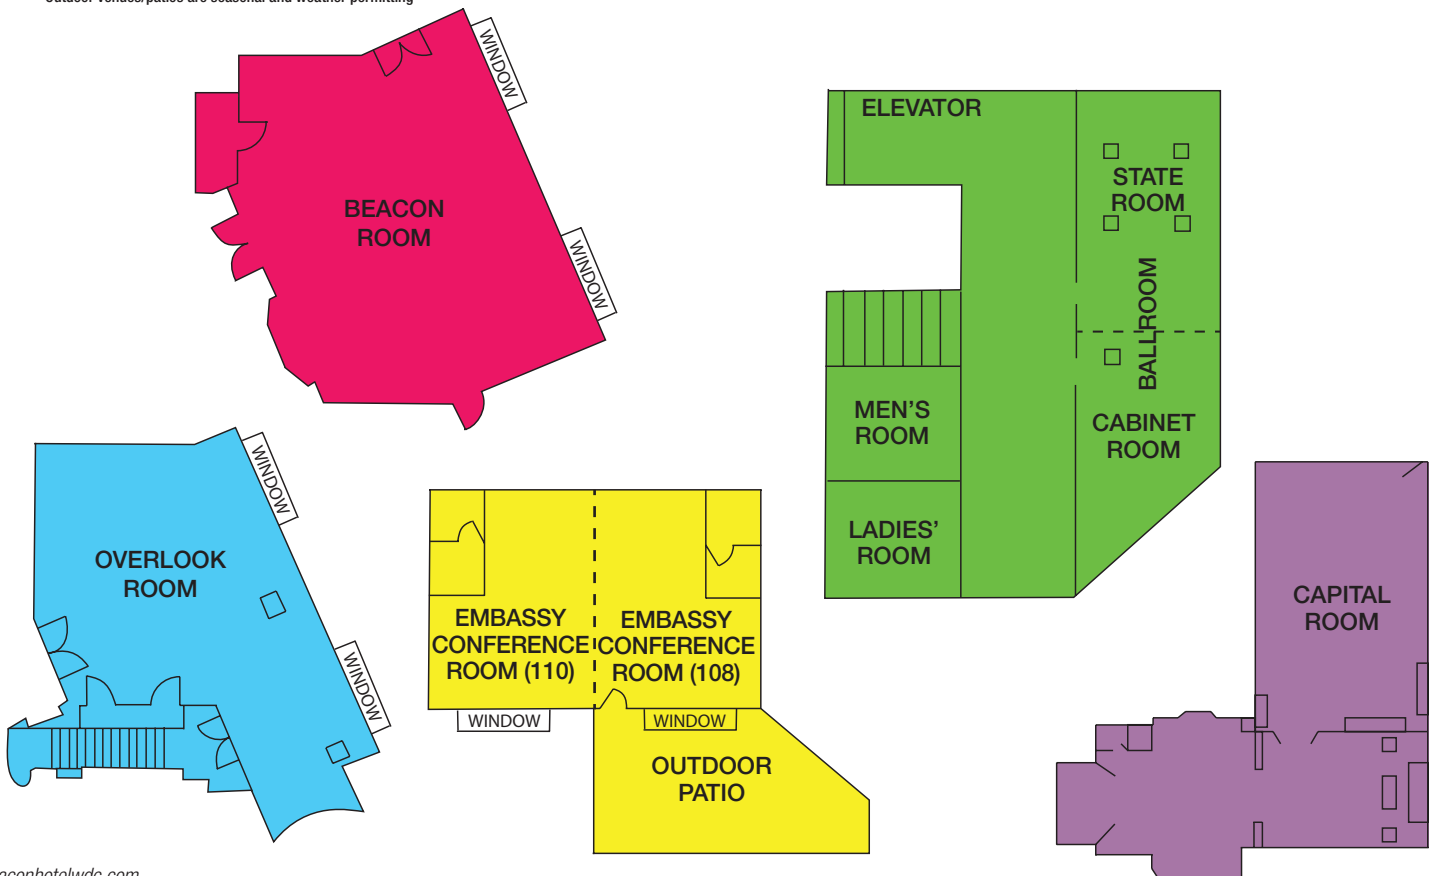 outdoor venues/patios are seasonal and weather permitting
WINDOW
BEACON
ROOM
WINDOW
ELEVATOR
STATE
ROOM
BALLROOM
CABINET
ROOM
MEN'S
ROOM
LADIES'
ROOM
OVERLOOK
ROOM
WINDOW
WINDOW
EMBASSY
CONFERENCE
ROOM (110)
EMBASSY
CONFERENCE
ROOM (108)
WINDOW
WINDOW
OUTDOOR
PATIO
CAPITAL
ROOM
aconhotelwdc.com